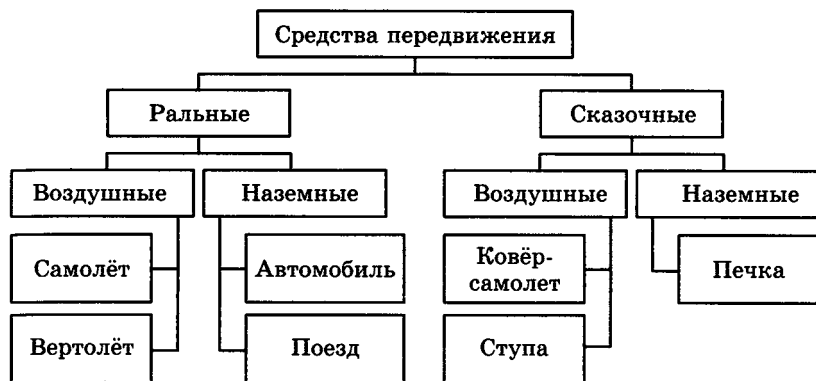 Средства передвижения
Ральные
Сказочные
Воздушные
Наземные
Воздушные
Наземные
Самолёт
Автомобиль
Ковёр-
самолет
Печка
Вертолёт
Поезд
Ступа